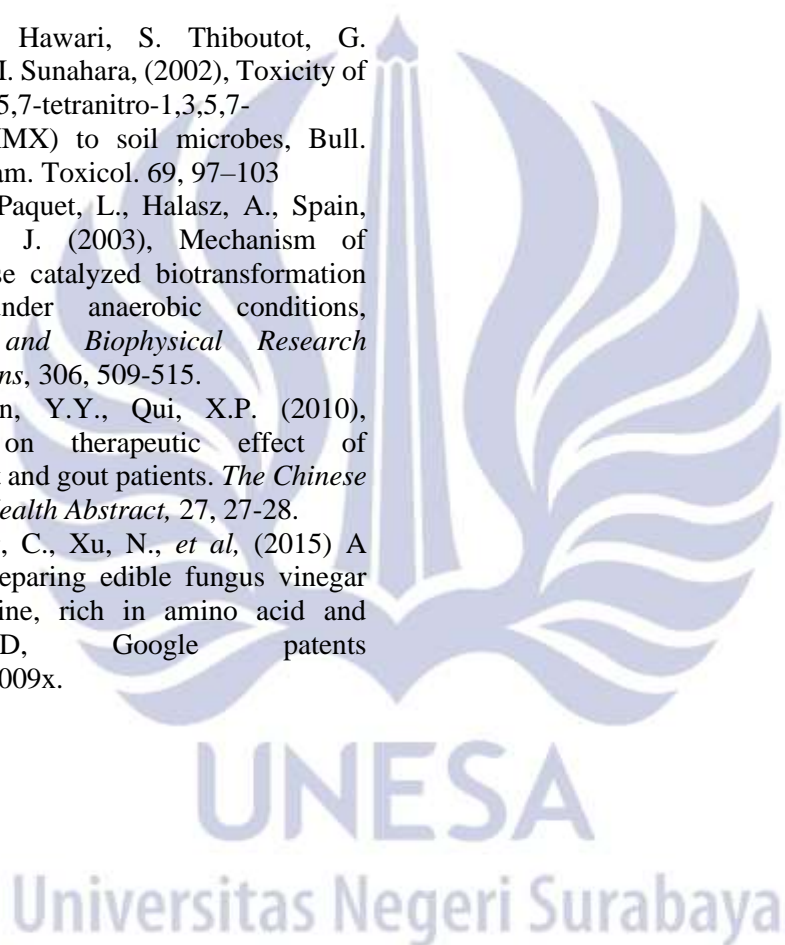 Hawari, S. Thiboutot, G.
I. Sunahara, (2002), Toxicity of
5,7-tetranitro-1,3,5,7-
MX) to soil microbes, Bull.
am. Toxicol. 69, 97–103
Paquet, L., Halasz, A., Spain,
J. (2003), Mechanism of
se catalyzed biotransformation
under anaerobic conditions,
and Biophysical Research
ns, 306, 509-515.
n, Y.Y., Qui, X.P. (2010),
on therapeutic effect of
and gout patients. The Chinese
Health Abstract, 27, 27-28.
, C., Xu, N., et al, (2015) A
eparing edible fungus vinegar
ine, rich in amino acid and
D, Google patents
009x.
UNESA
Universitas Negeri Surabaya